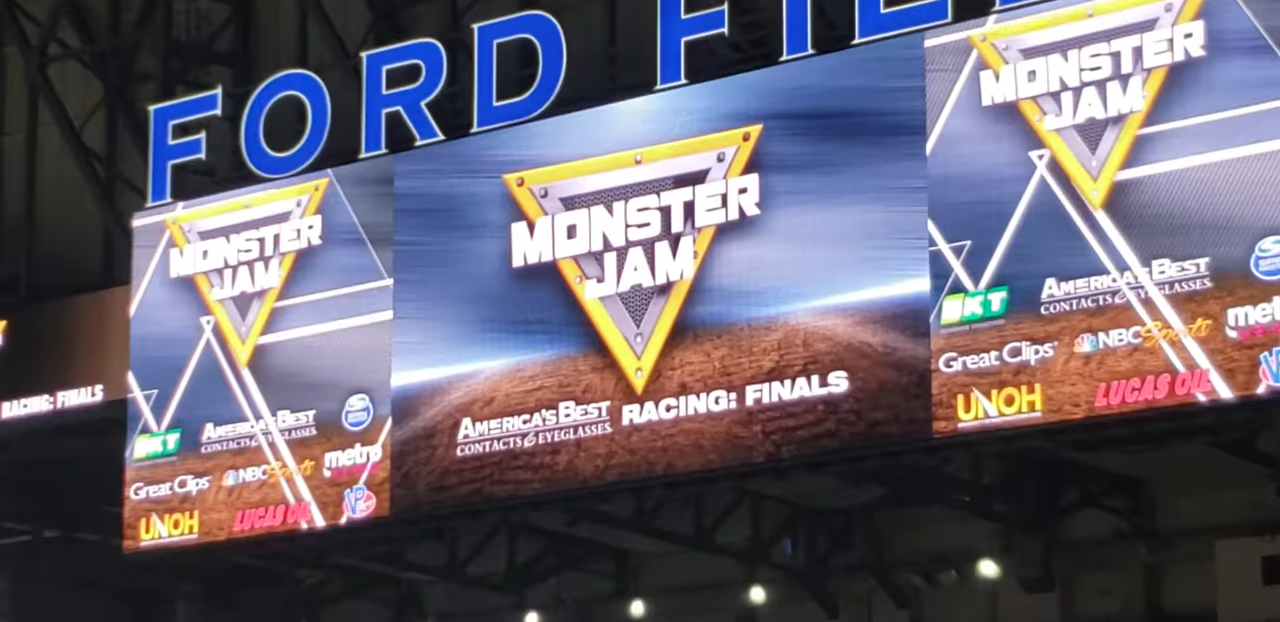 FORD FIE
MONSTER
JAM
AMERICA'S BEST
CONTACTS & EYEGLASSES
Great Clips
NBC Sports
metro
UNOH
LUCAS OIL
VP
MONSTER
JAM
AMERICA'S BEST
CONTACTS & EYEGLASSES
RACING: FINALS
MONSTER
JAM
AMERICA'S BEST
CONTACTS & EYEGLASSES
Great Clips
NBC Sports
UNOH
LUCAS OIL
RACING: FINALS